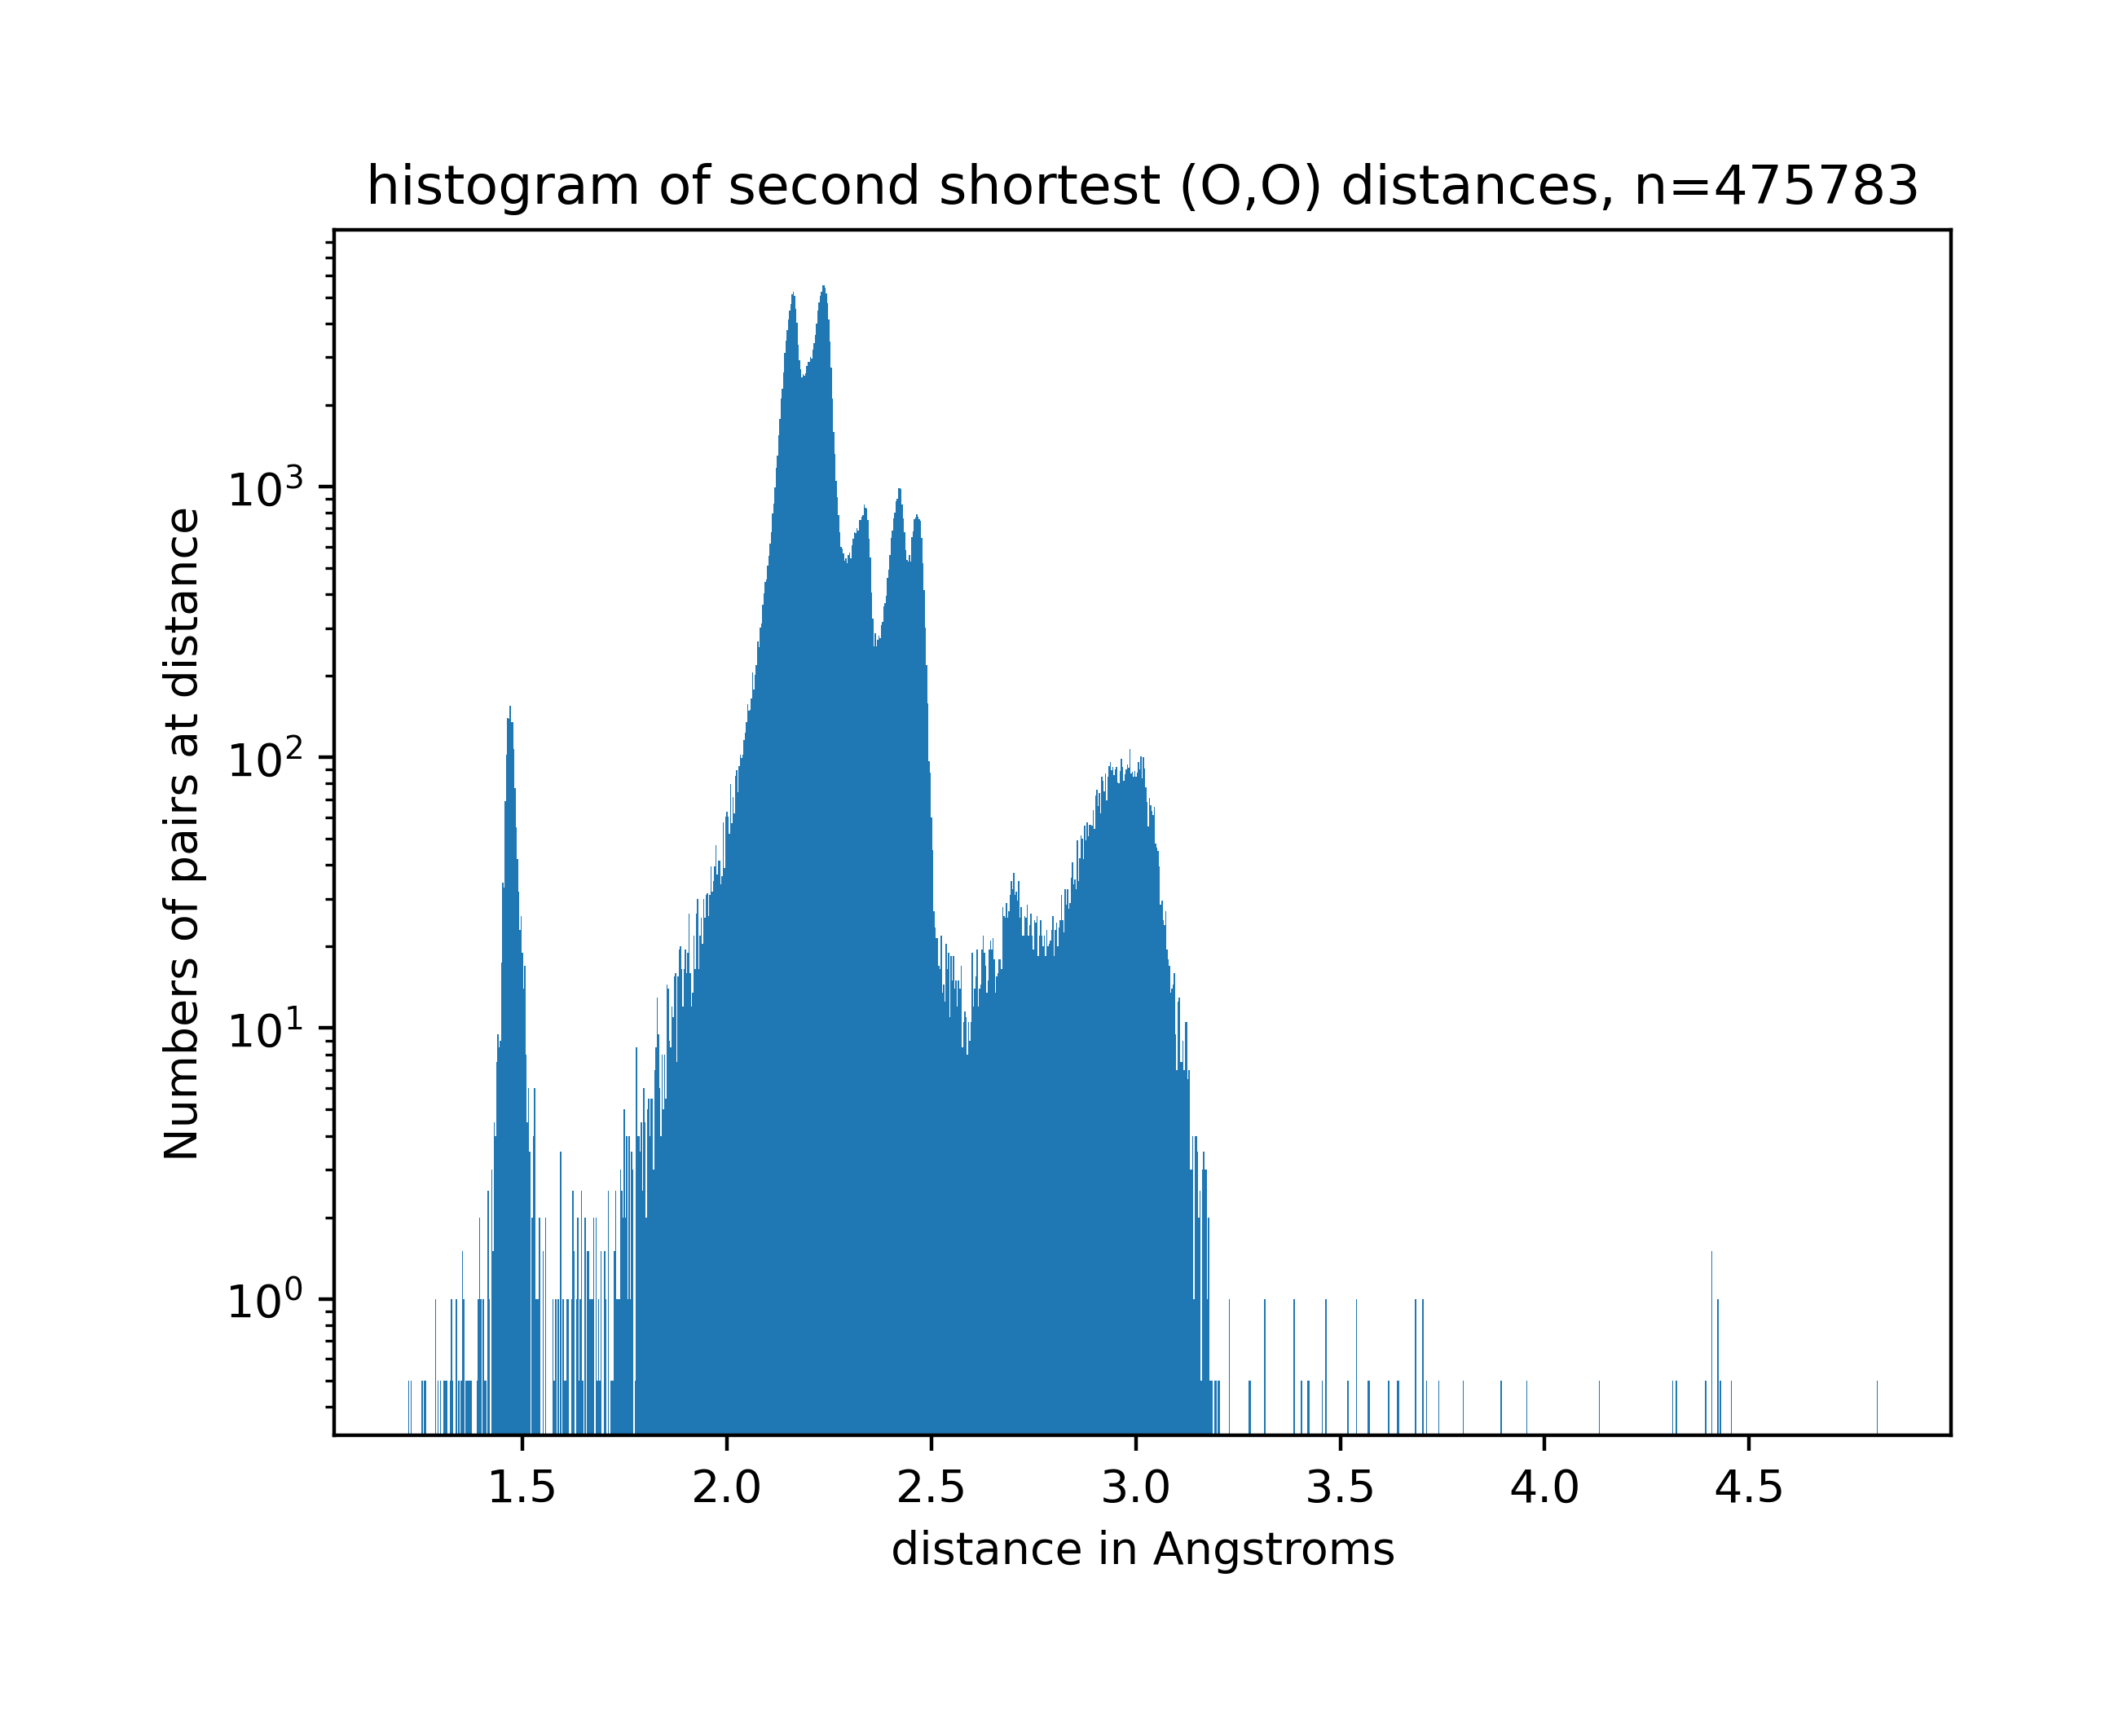 histogram of second shortest (O,O) distances, n=475783
Numbers of pairs at distance
10³
10²
10¹
10⁰
1.5 2.0 2.5 3.0 3.5 4.0 4.5
distance in Angstroms